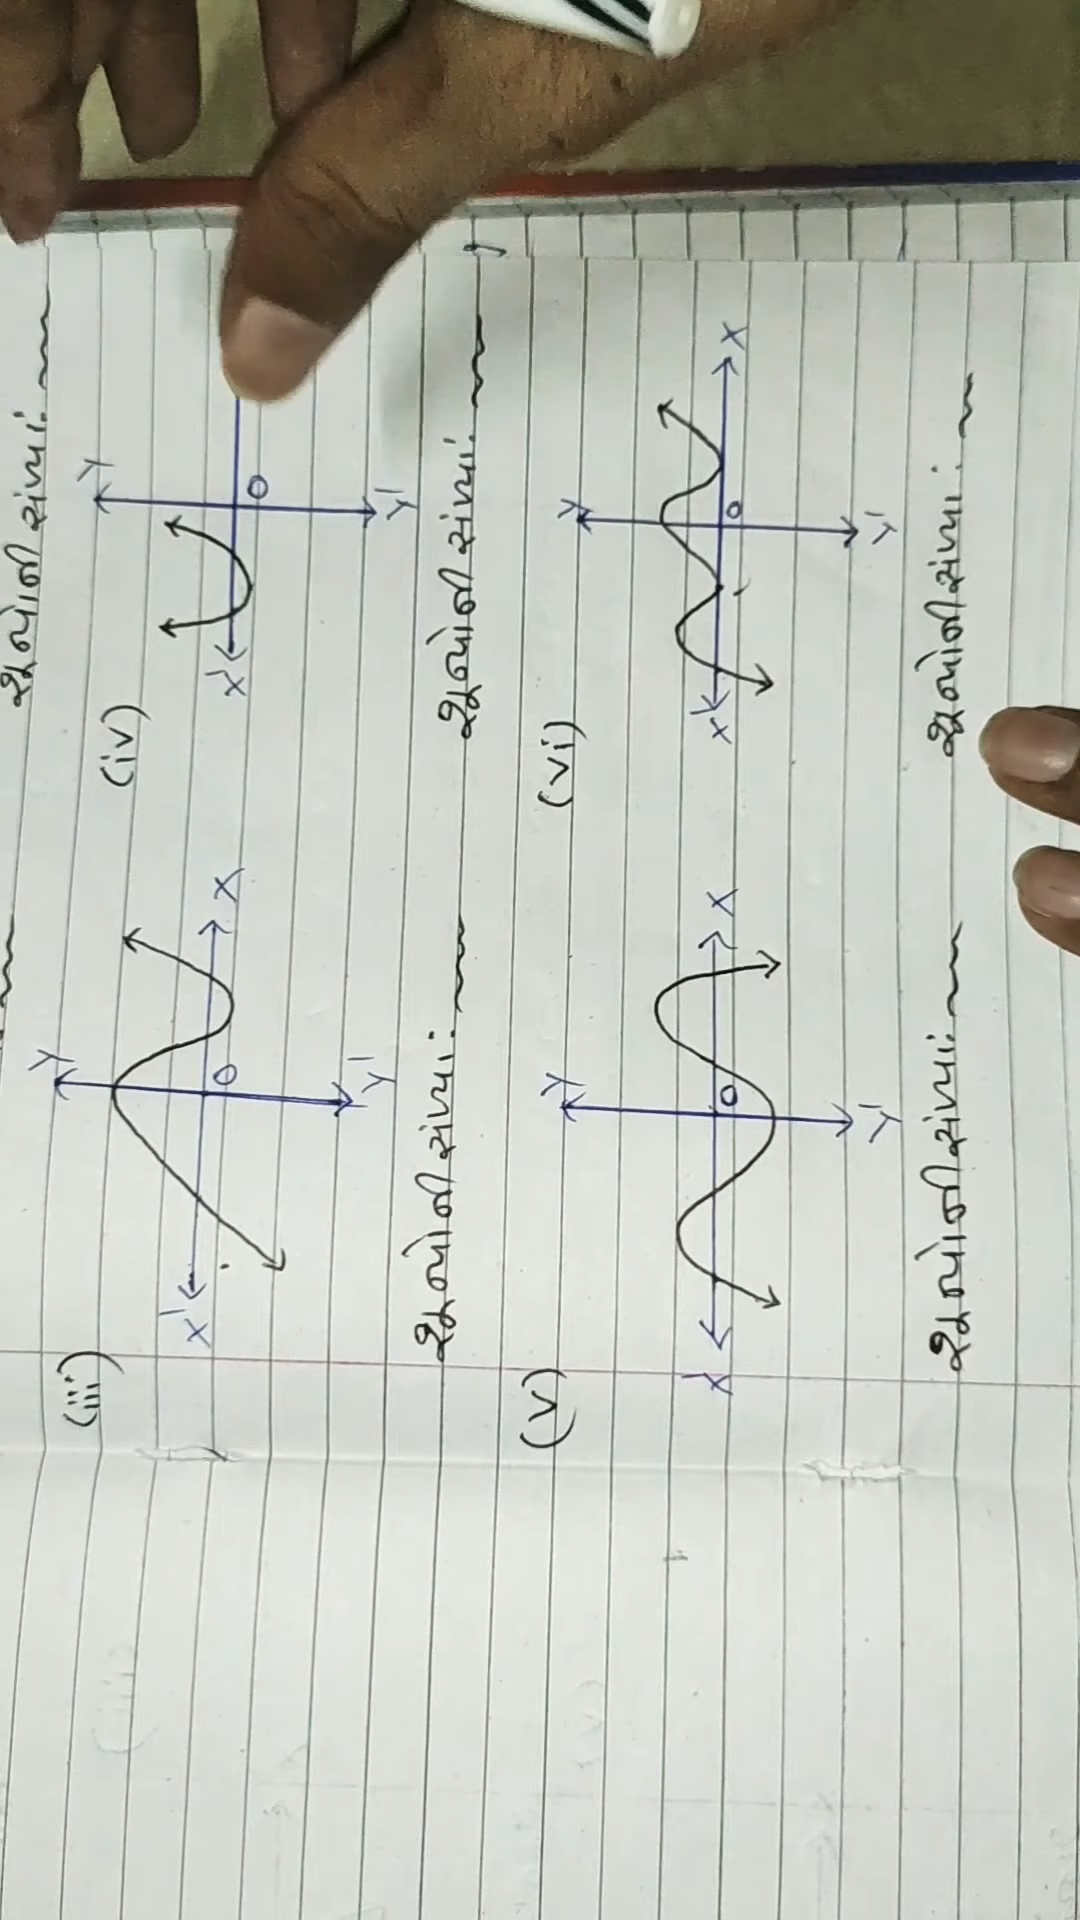 શૂન્યોની સંખ્યા:
(iii)
Y
X'
O
X
Y'
(iv)
Y
X'
O
Y'
શૂન્યોની સંખ્યા:
શૂન્યોની સંખ્યા:
(v)
Y
X'
O
X
Y'
(vi)
Y
X'
O
X
Y'
શૂન્યોની સંખ્યા:
શૂન્યોની સંખ્યા: